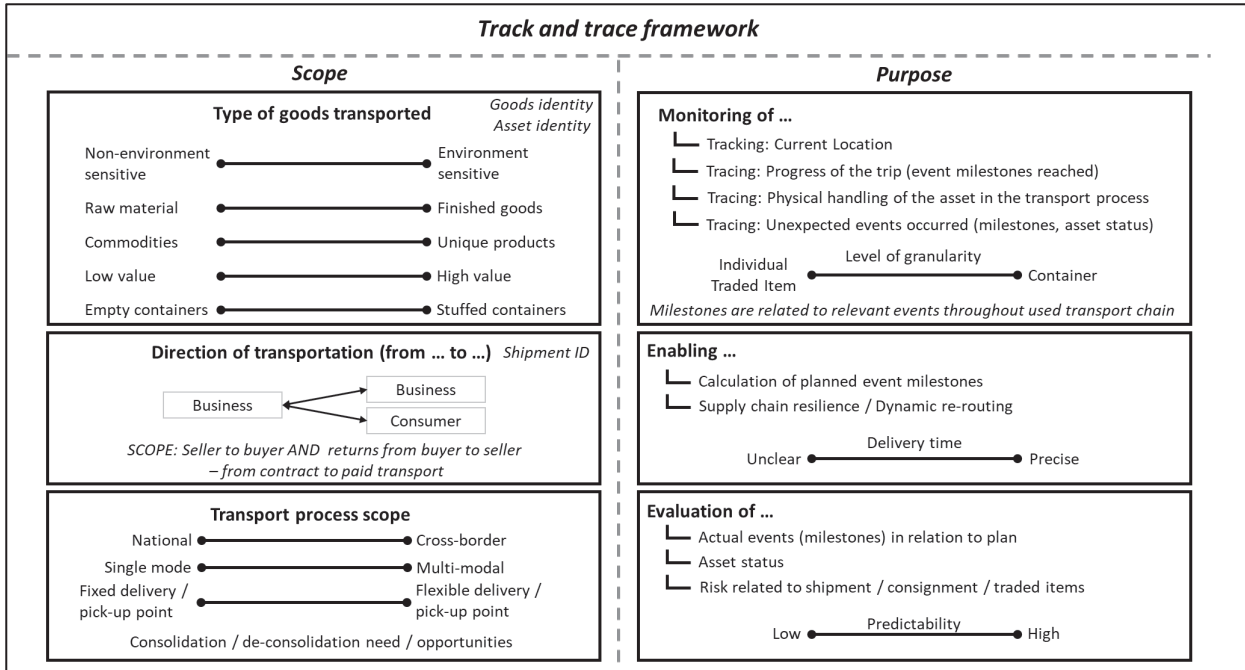 Track and trace framework
Scope
Type of goods transported
Goods identity
Asset identity
Non-environment
sensitive
Environment
sensitive
Raw material
Finished goods
Commodities
Unique products
Low value
High value
Empty containers
Stuffed containers
Direction of transportation (from ... to ...)
Shipment ID
Business
Business
Consumer
SCOPE: Seller to buyer AND returns from buyer to seller
– from contract to paid transport
Transport process scope
National
Cross-border
Single mode
Multi-modal
Fixed delivery /
pick-up point
Flexible delivery /
pick-up point
Consolidation / de-consolidation need / opportunities
Purpose
Monitoring of ...
Tracking: Current Location
Tracing: Progress of the trip (event milestones reached)
Tracing: Physical handling of the asset in the transport process
Tracing: Unexpected events occurred (milestones, asset status)
Level of granularity
Individual
Traded Item
Container
Milestones are related to relevant events throughout used transport chain
Enabling ...
Calculation of planned event milestones
Supply chain resilience / Dynamic re-routing
Delivery time
Unclear
Precise
Evaluation of ...
Actual events (milestones) in relation to plan
Asset status
Risk related to shipment / consignment / traded items
Predictability
Low
High